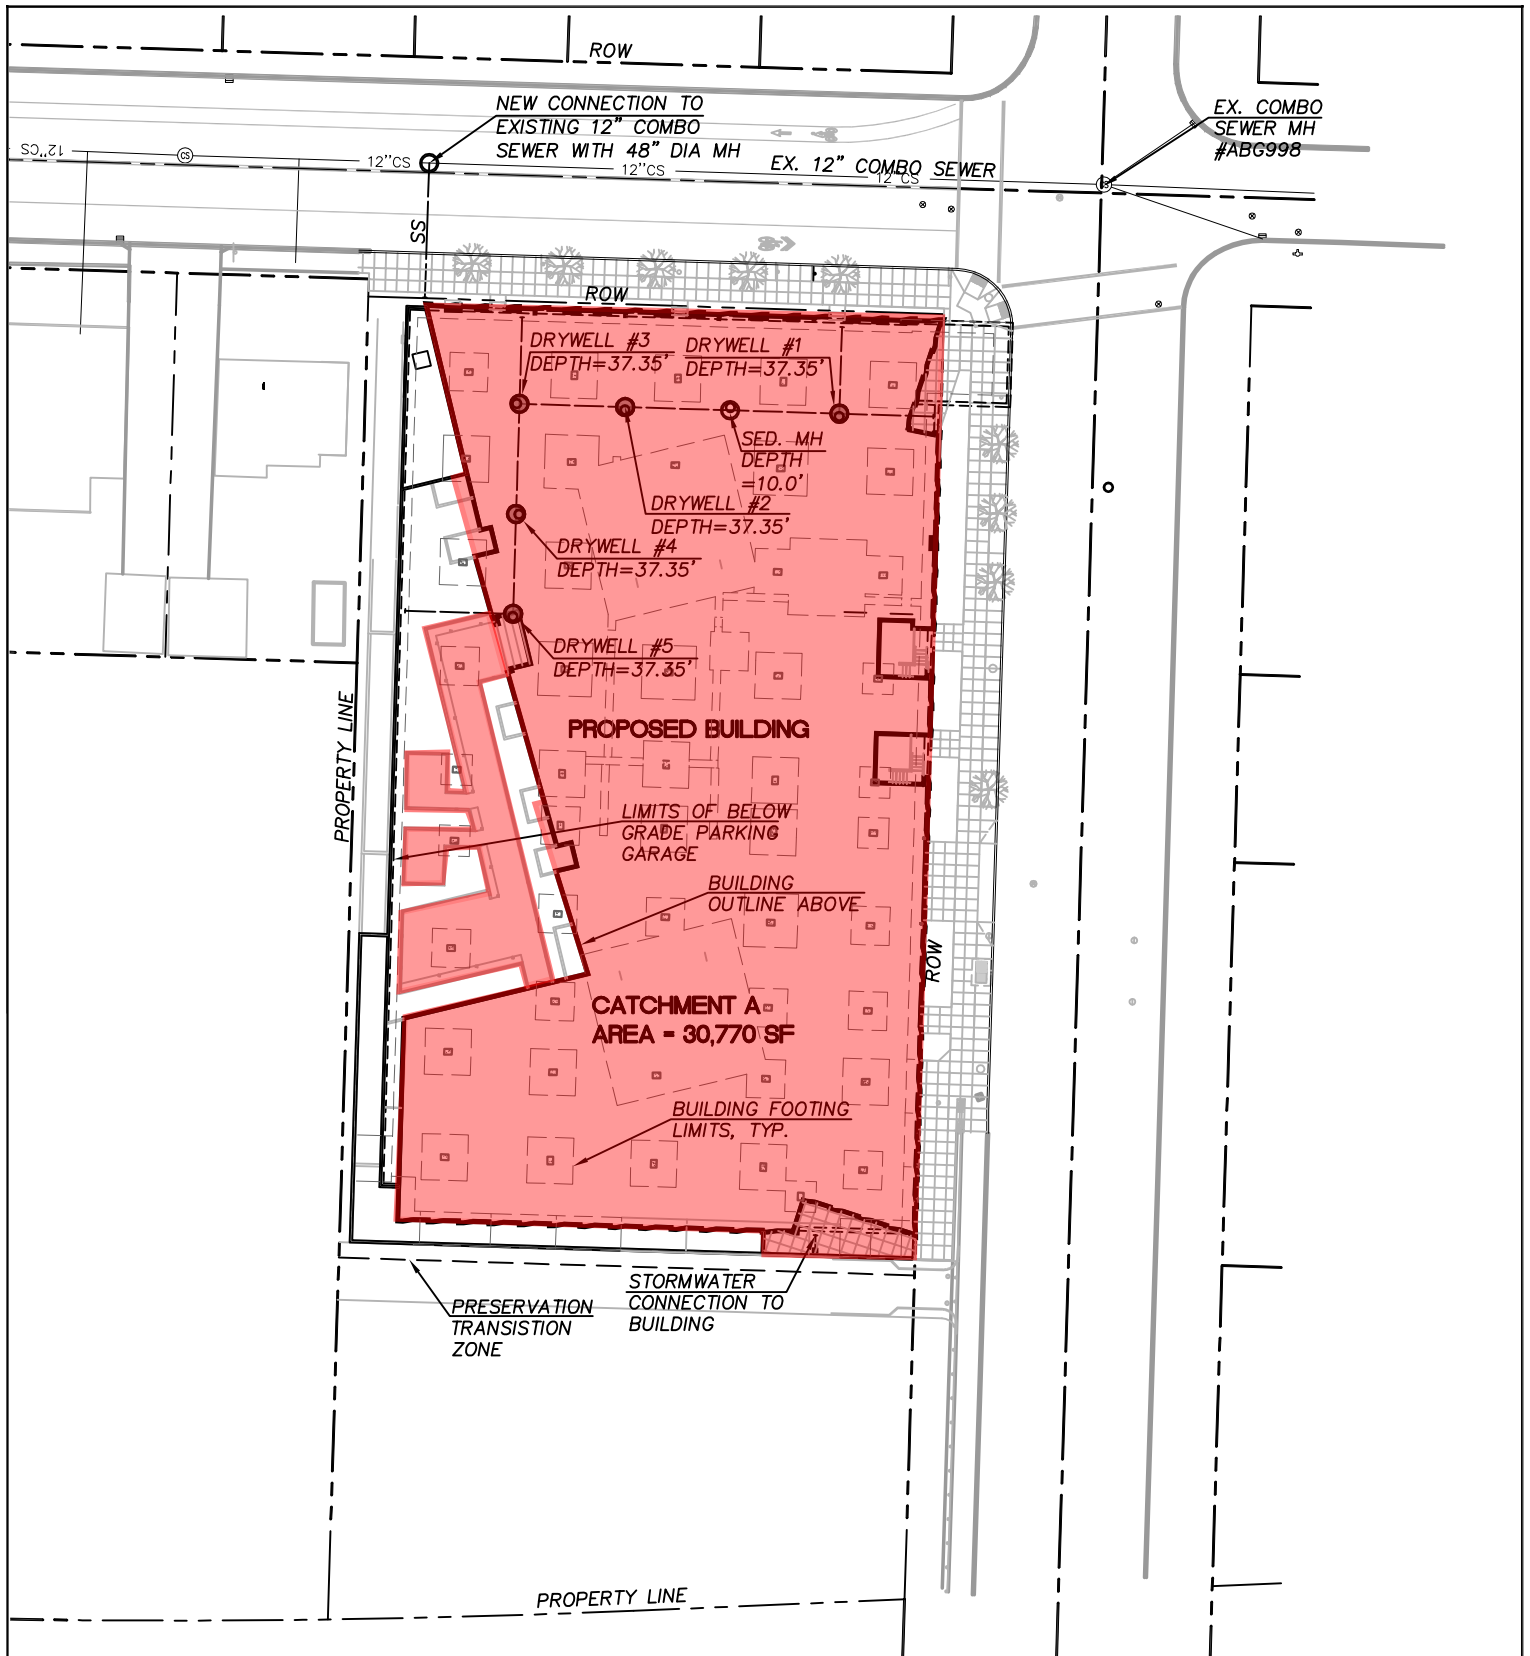 ROW
NEW CONNECTION TO
EXISTING 12" COMBO
SEWER WITH 48" DIA MH
EX. COMBO
SEWER MH
#ABG998
12"CS
12"CS
EX. 12" COMBO SEWER
12"CS
12"CS
CS
SS
ROW
DRYWELL #3
DEPTH=37.35'
DRYWELL #1
DEPTH=37.35'
SED. MH
DEPTH
=10.0'
DRYWELL #2
DEPTH=37.35'
DRYWELL #4
DEPTH=37.35'
DRYWELL #5
DEPTH=37.35'
PROPERTY LINE
PROPOSED BUILDING
LIMITS OF BELOW
GRADE PARKING
GARAGE
BUILDING
OUTLINE ABOVE
ROW
CATCHMENT A
AREA = 30,770 SF
BUILDING FOOTING
LIMITS, TYP.
STORMWATER
CONNECTION TO
BUILDING
PRESERVATION
TRANSISTION
ZONE
PROPERTY LINE